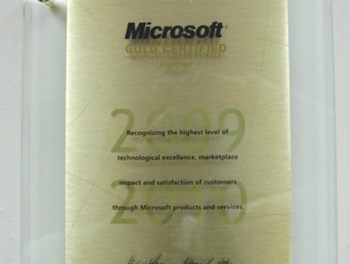 Microsoft®
GOLD CERTIFIED
Partner
2009
Recognizing the highest level of
technological excellence, marketplace
impact and satisfaction of customers
2010
through Microsoft products and services.